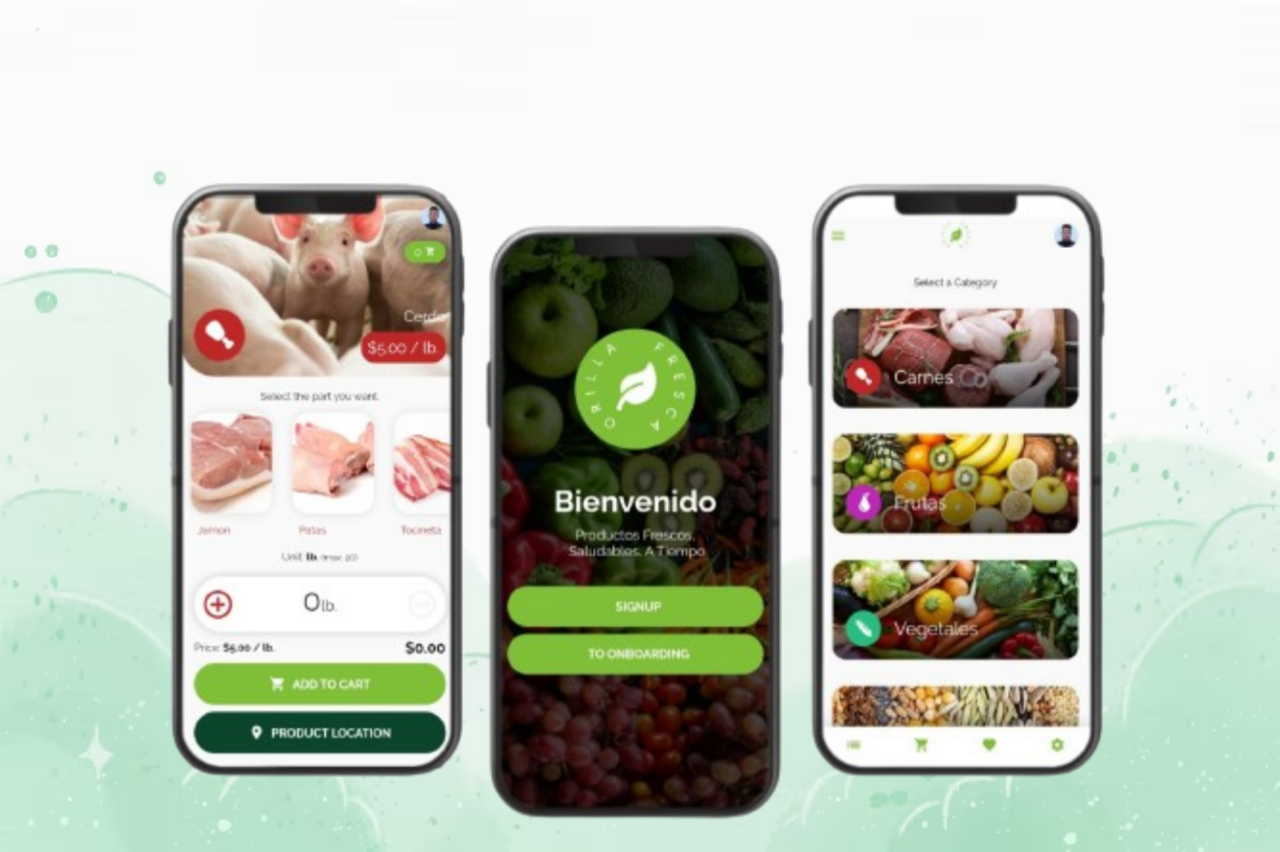 0
Cerdo
$5.00 / lb.
Select the part you want.
Jamon
Patas
Tocineta
Unit: lb. (max. 20)
0lb.
Price: $5.00 / lb.
$0.00
ADD TO CART
PRODUCT LOCATION
ORILLA FRESCA
Bienvenido
Productos Frescos,
Saludables, A Tiempo
SIGNUP
TO ONBOARDING
Select a Category
Carnes
Frutas
Vegetales